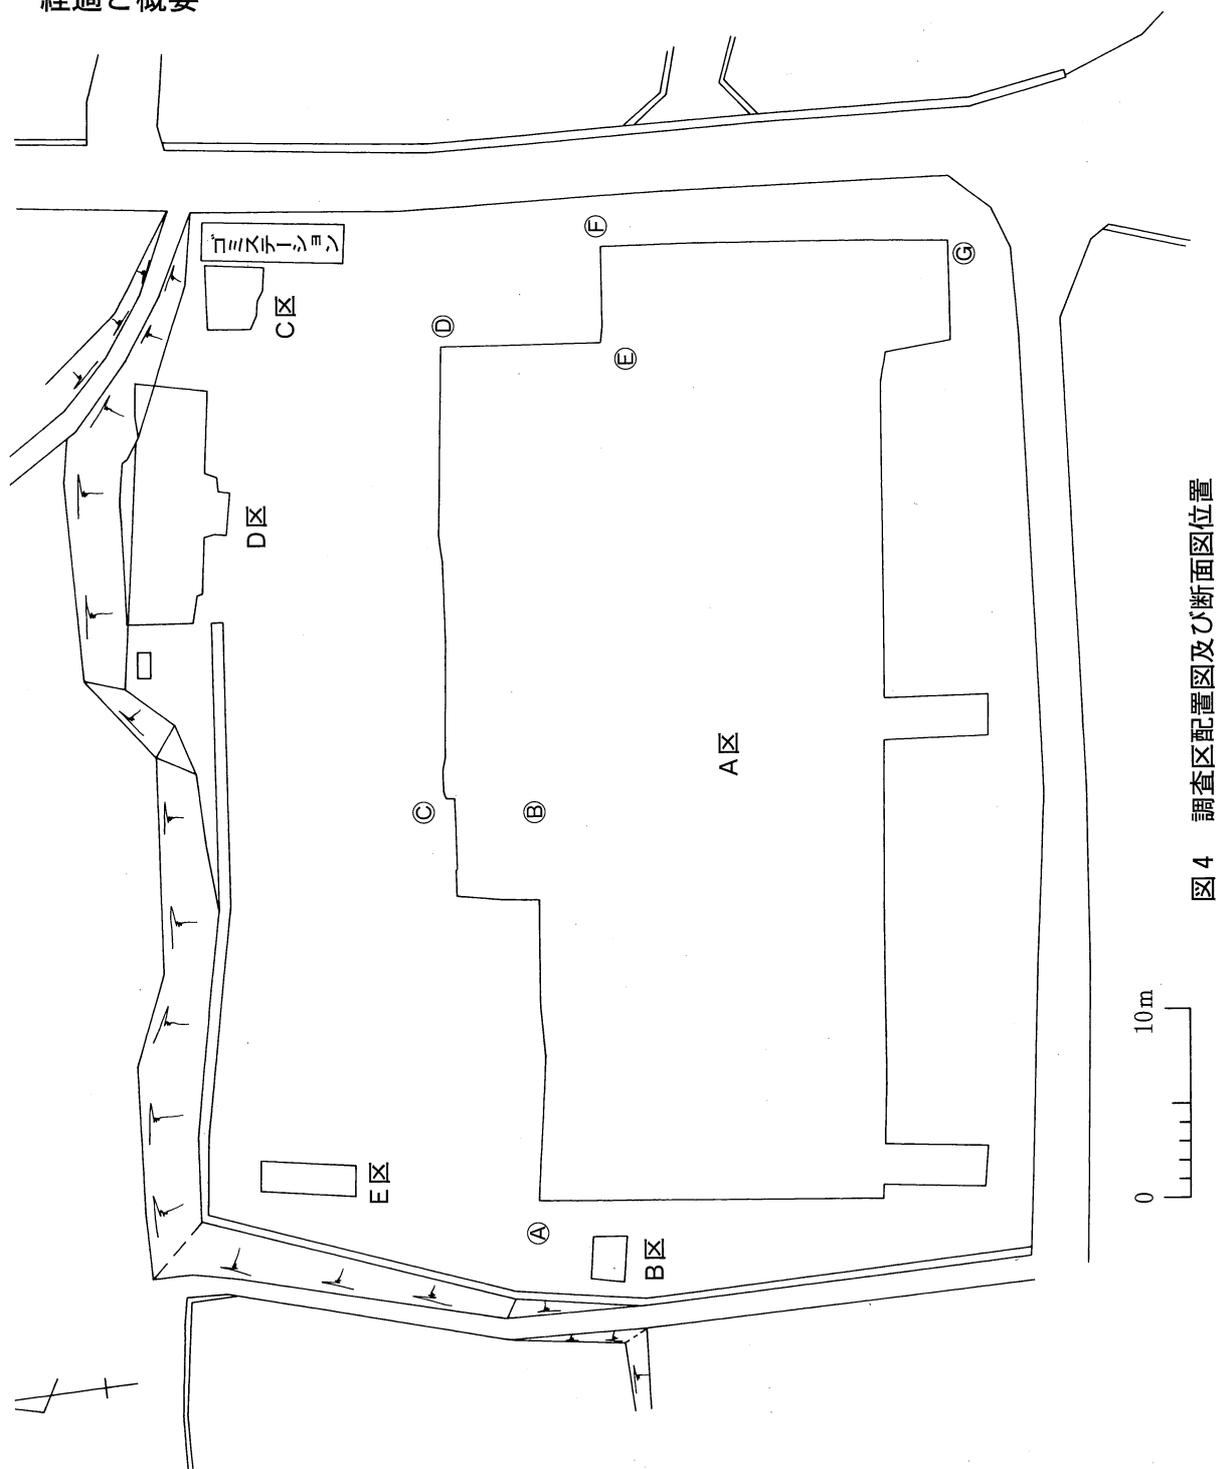 経過と概要
ゴミステーション
C区
D区
E区
A区
B区
Ⓐ
Ⓑ
Ⓒ
Ⓓ
Ⓔ
Ⓕ
Ⓖ
0 10m
図4 調査区配置図及び断面図位置